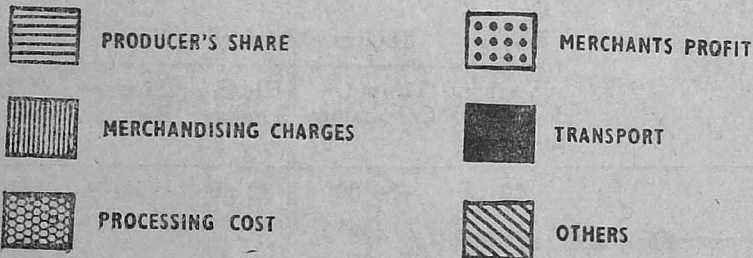 PRODUCER'S SHARE
MERCHANTS PROFIT
MERCHANDISING CHARGES
TRANSPORT
PROCESSING COST
OTHERS